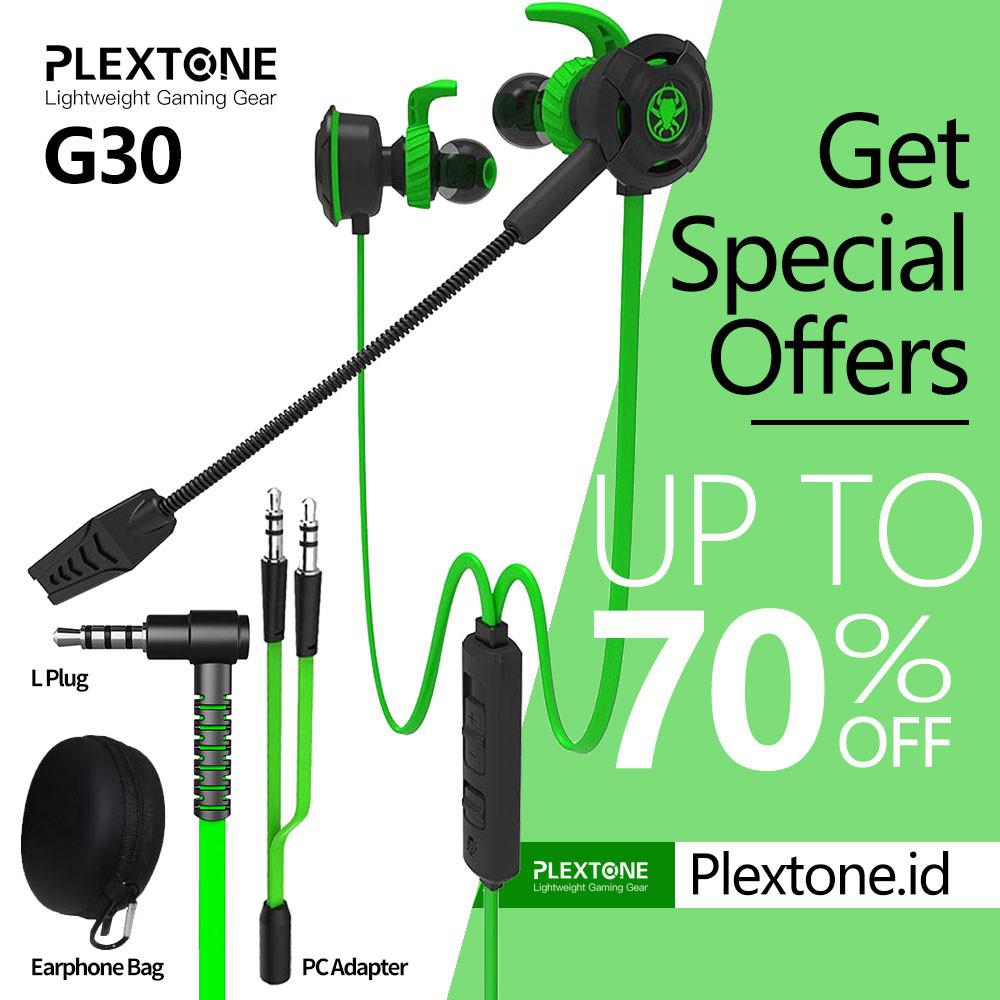 PLEXTONE
Lightweight Gaming Gear
G30
Get
Special
Offers
UP TO
70%
OFF
L Plug
Earphone Bag
PC Adapter
PLEXTONE
Lightweight Gaming Gear
Plextone.id